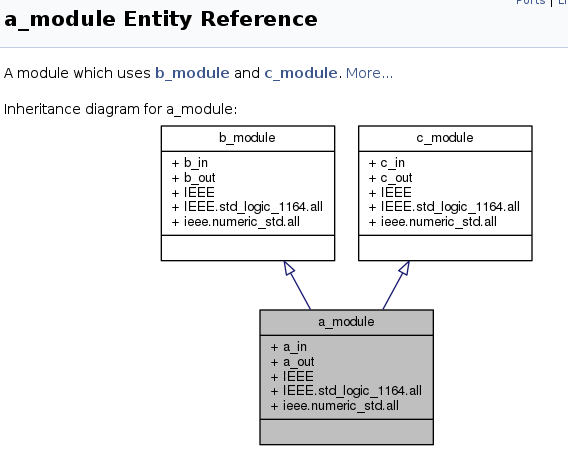 Ports |
a_module Entity Reference
A module which uses b_module and c_module. More...
Inheritance diagram for a_module:
b_module
+ b_in
+ b_out
+ IEEE
+ IEEE.std_logic_1164.all
+ ieee.numeric_std.all
c_module
+ c_in
+ c_out
+ IEEE
+ IEEE.std_logic_1164.all
+ ieee.numeric_std.all
a_module
+ a_in
+ a_out
+ IEEE
+ IEEE.std_logic_1164.all
+ ieee.numeric_std.all